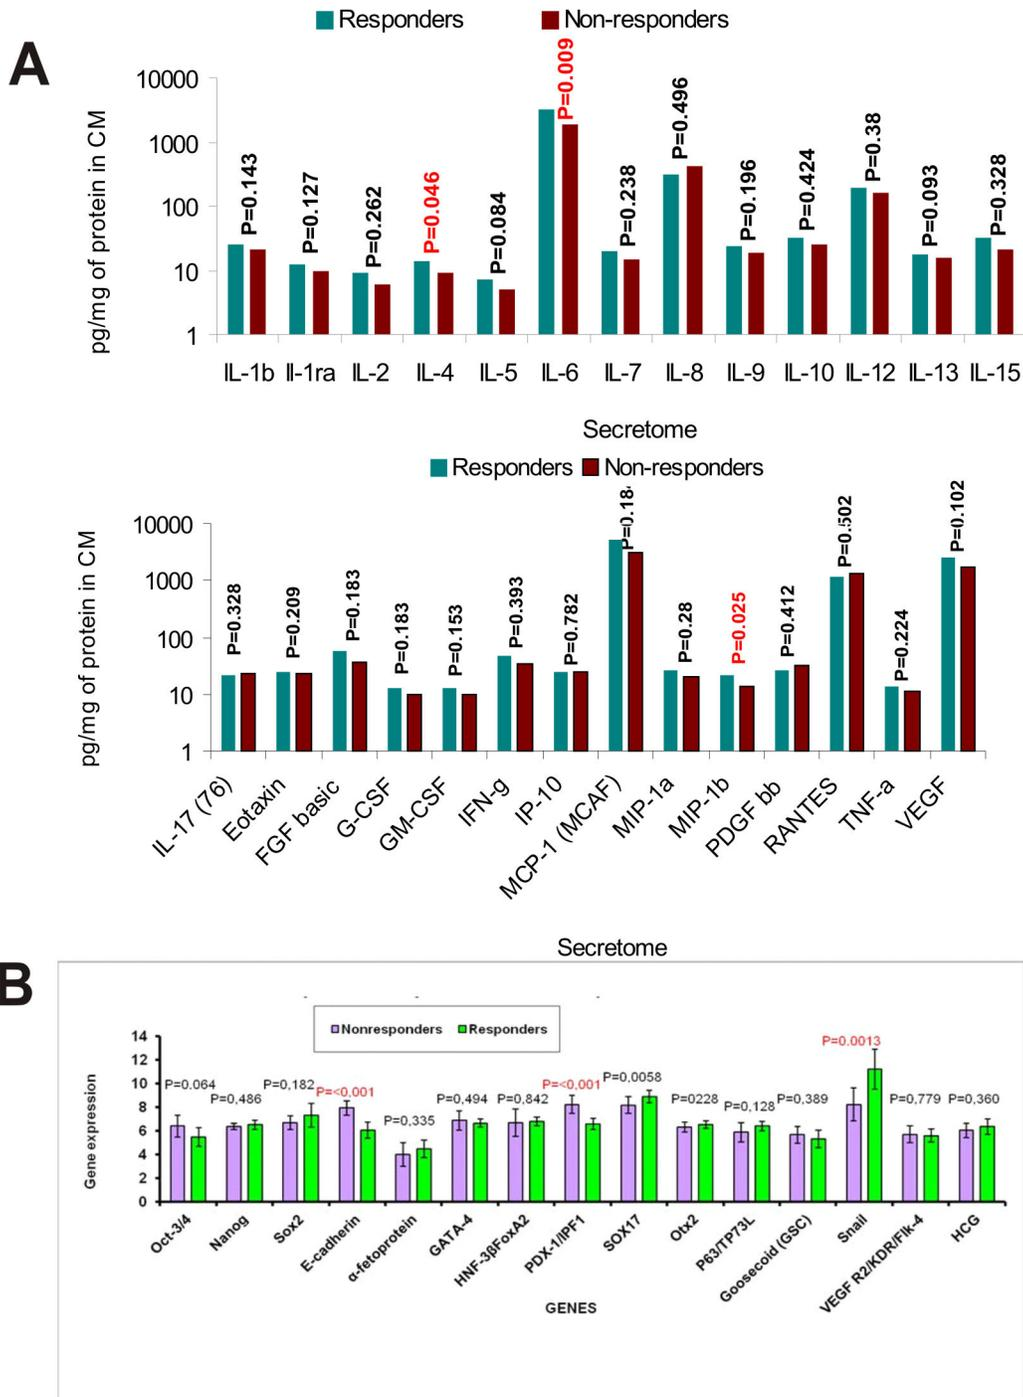 Responders Non-responders
A
pg/mg of protein in CM
10000
1000
100
10
1
P=0.143 P=0.127 P=0.262 P=0.046 P=0.084 P=0.009 P=0.238 P=0.496 P=0.196 P=0.424 P=0.38 P=0.093 P=0.328
IL-1b Il-1ra IL-2 IL-4 IL-5 IL-6 IL-7 IL-8 IL-9 IL-10 IL-12 IL-13 IL-15
Secretome
Responders Non-responders
pg/mg of protein in CM
10000
1000
100
10
1
P=0.328 P=0.209 P=0.183 P=0.183 P=0.153 P=0.393 P=0.782 P=0.18 P=0.28 P=0.025 P=0.412 P=0.502 P=0.224 P=0.102
IL-17 (76) Eotaxin FGF basic G-CSF GM-CSF IFN-g IP-10 MCP-1 (MCAF) MIP-1a MIP-1b PDGF bb RANTES TNF-a VEGF
Secretome
B
Nonresponders Responders
Gene expression
14
12
10
8
6
4
2
0
P=0.064 P=0,486 P=0,182 P=<0,001 P=0,335 P=0,494 P=0,842 P=<0,001 P=0,0058 P=0228 P=0,128 P=0,389 P=0.0013 P=0,779 P=0,360
Oct-3/4 Nanog Sox2 E-cadherin α-fetoprotein GATA-4 HNF-3βFoxA2 PDX-1/IPF1 SOX17 Otx2 P63/TP73L Goosecoid (GSC) Snail VEGF R2/KDR/Flk-4 HCG
GENES